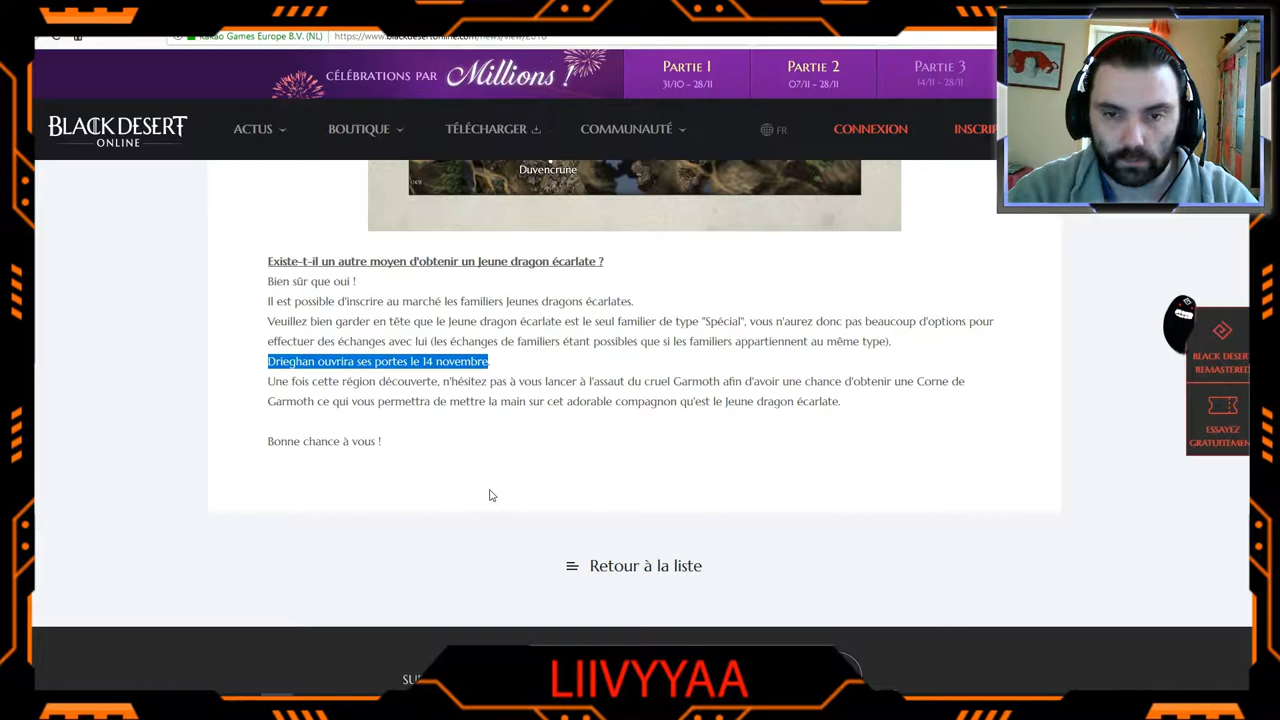 Kakao Games Europe B.V. (NL)
CÉLÉBRATIONS PAR Millions !
PARTIE 1
31/10 - 28/11
PARTIE 2
07/11 - 28/11
PARTIE 3
14/11 - 28/11
BLACK DESERT
ONLINE
ACTUS
BOUTIQUE
TÉLÉCHARGER
COMMUNAUTÉ
FR
CONNEXION
INSCRIP
Duvencrune
Existe-t-il un autre moyen d'obtenir un Jeune dragon écarlate ?
Bien sûr que oui !
Il est possible d'inscrire au marché les familiers Jeunes dragons écarlates.
Veuillez bien garder en tête que le Jeune dragon écarlate est le seul familier de type "Spécial", vous n'aurez donc pas beaucoup d'options pour
effectuer des échanges avec lui (les échanges de familiers étant possibles que si les familiers appartiennent au même type).
Drieghan ouvrira ses portes le 14 novembre
Une fois cette région découverte, n'hésitez pas à vous lancer à l'assaut du cruel Garmoth afin d'avoir une chance d'obtenir une Corne de
Garmoth ce qui vous permettra de mettre la main sur cet adorable compagnon qu'est le Jeune dragon écarlate.
Bonne chance à vous !
BLACK DESER
REMASTERED
ESSAYEZ
GRATUITEMEN
Retour à la liste
SU
LIIVYYAA